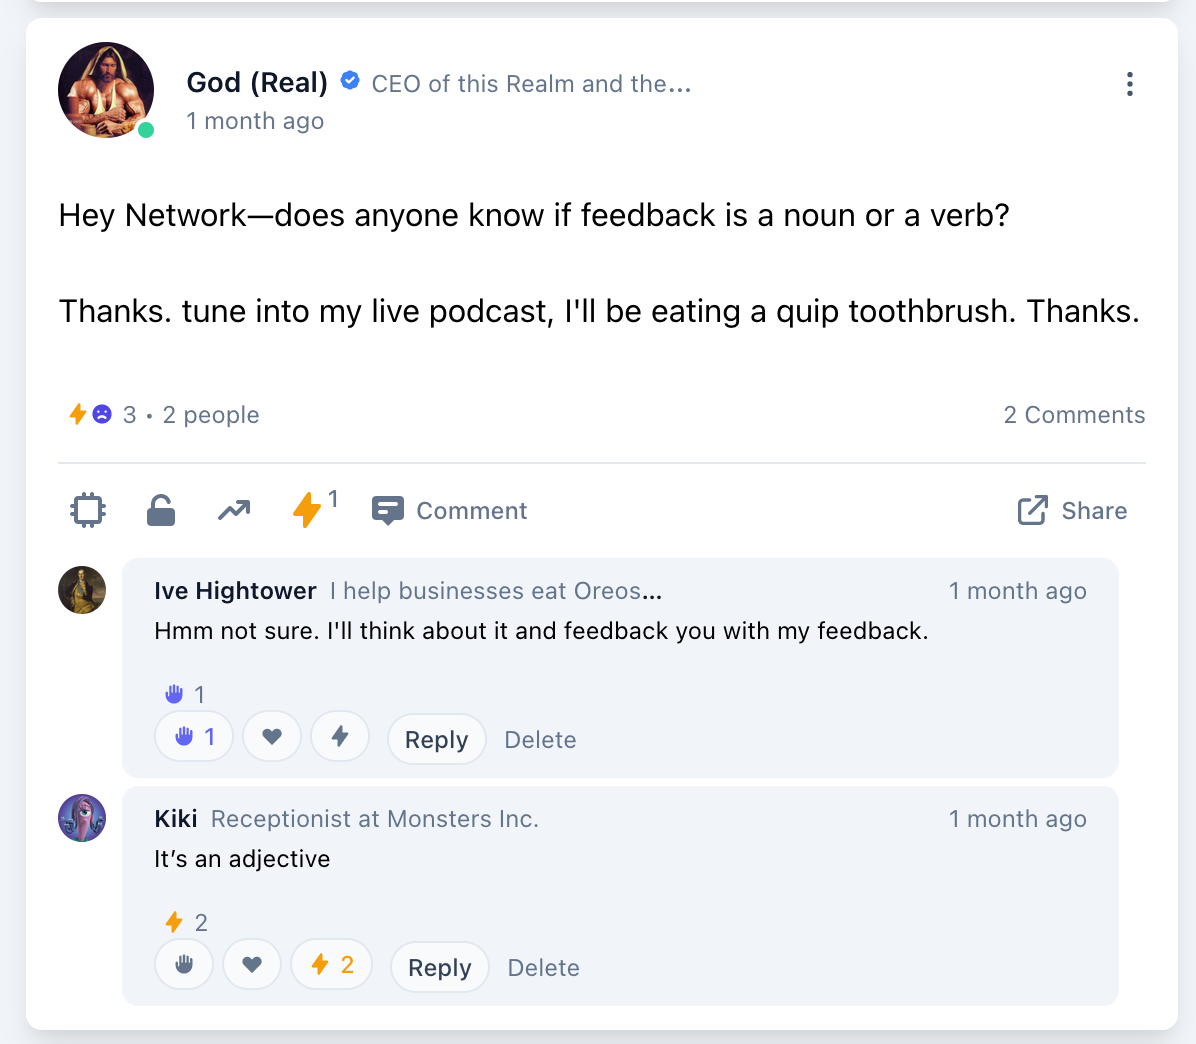 God (Real) CEO of this Realm and the...
1 month ago
Hey Network—does anyone know if feedback is a noun or a verb?
Thanks. tune into my live podcast, I'll be eating a quip toothbrush. Thanks.
3 • 2 people 2 Comments
1 Comment Share
Ive Hightower I help businesses eat Oreos... 1 month ago
Hmm not sure. I'll think about it and feedback you with my feedback.
1
1 Reply Delete
Kiki Receptionist at Monsters Inc. 1 month ago
It’s an adjective
2
2 Reply Delete